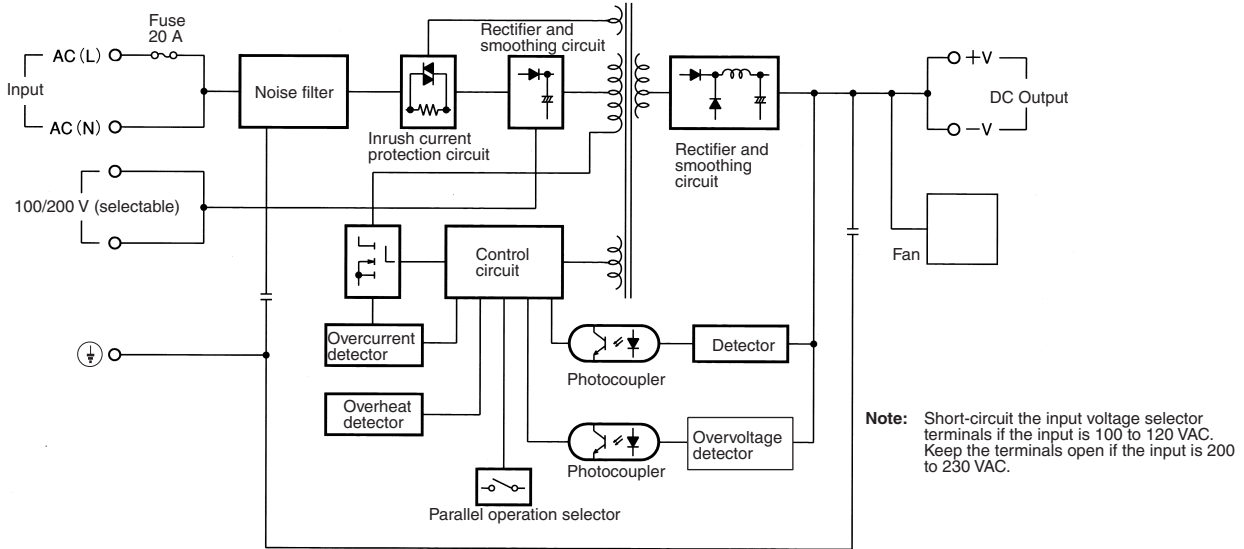 Fuse
20 A
Rectifier and
smoothing circuit
AC (L)
Input
AC (N)
Noise filter
Inrush current
protection circuit
Rectifier and
smoothing
circuit
+V
DC Output
−V
100/200 V (selectable)
Control
circuit
Fan
Overcurrent
detector
Photocoupler
Detector
Overheat
detector
Photocoupler
Overvoltage
detector
Parallel operation selector
Note: Short-circuit the input voltage selector
terminals if the input is 100 to 120 VAC.
Keep the terminals open if the input is 200
to 230 VAC.